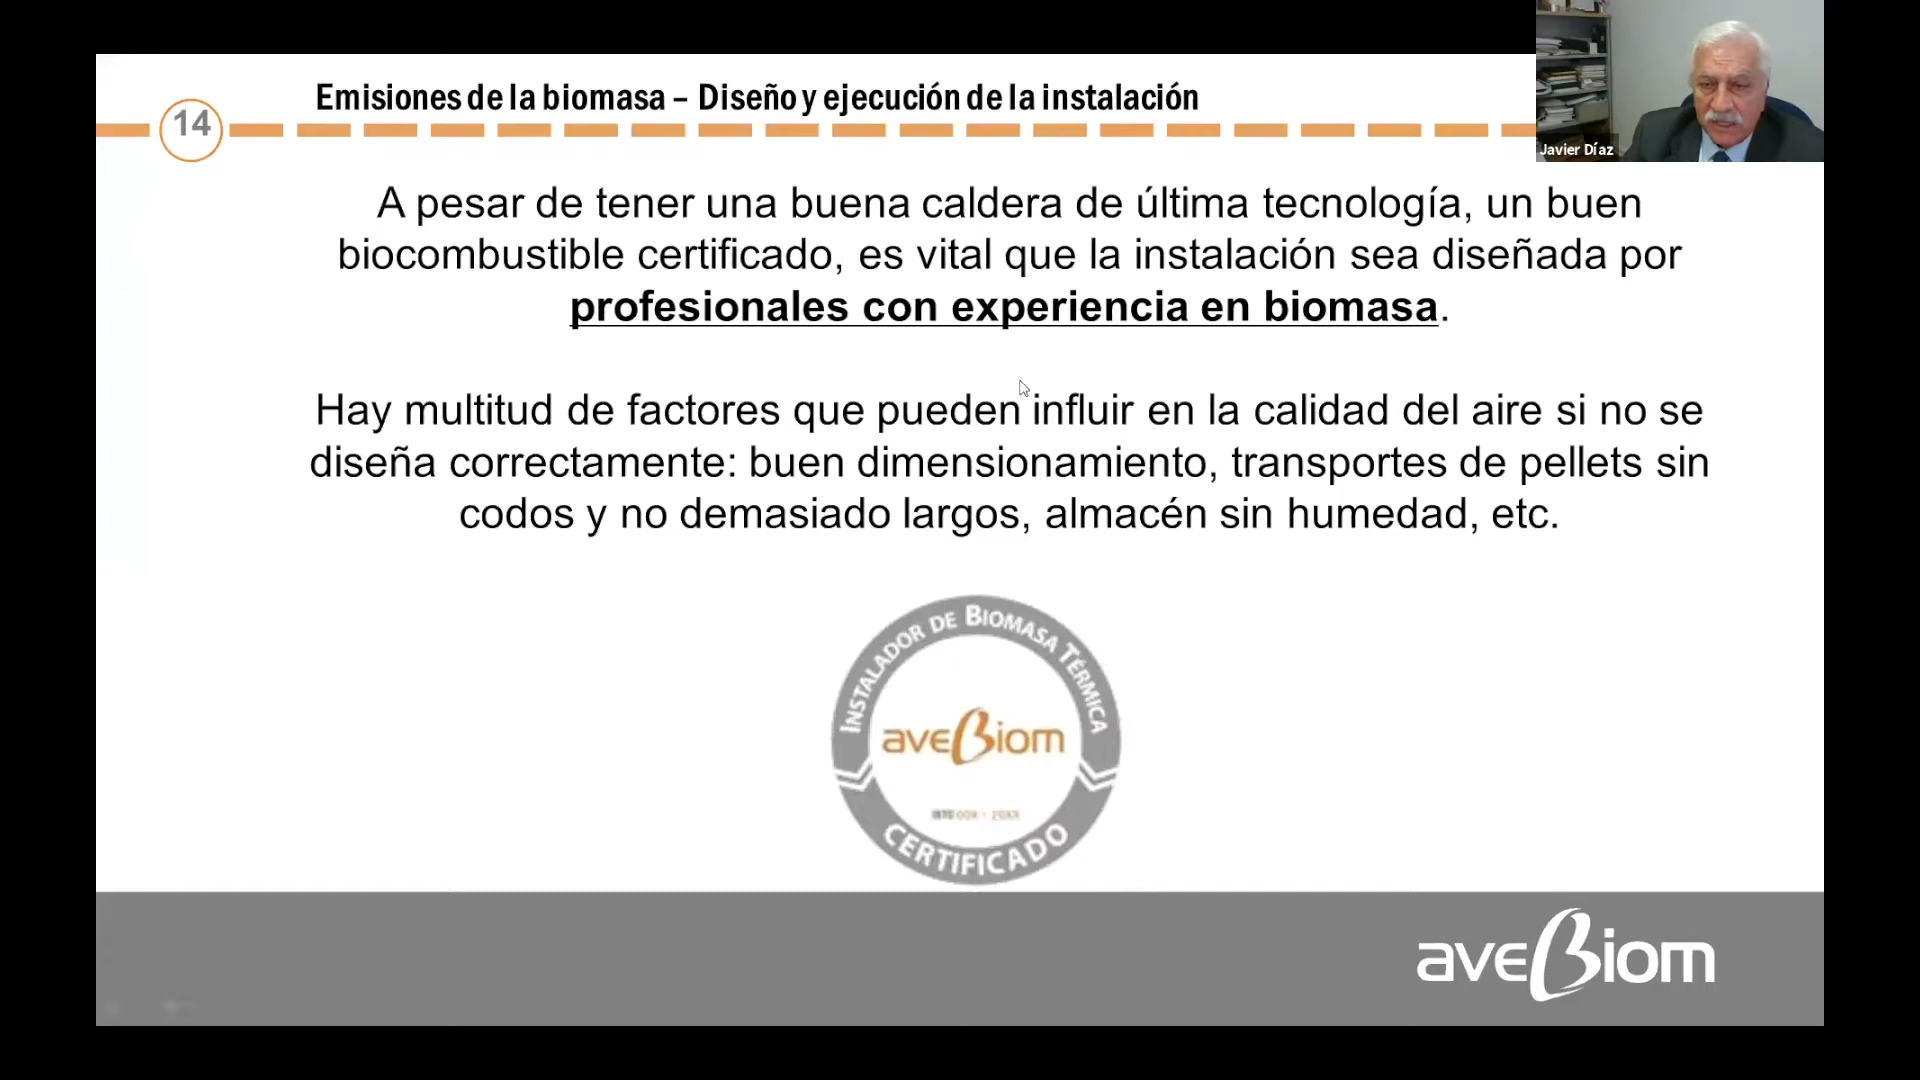 Emisiones de la biomasa – Diseño y ejecución de la instalación
14
Javier Díaz
A pesar de tener una buena caldera de última tecnología, un buen
biocombustible certificado, es vital que la instalación sea diseñada por
profesionales con experiencia en biomasa.
Hay multitud de factores que pueden influir en la calidad del aire si no se
diseña correctamente: buen dimensionamiento, transportes de pellets sin
codos y no demasiado largos, almacén sin humedad, etc.
INSTALADOR DE BIOMASA TÉRMICA
aveBiom
CERTIFICADO
aveBiom